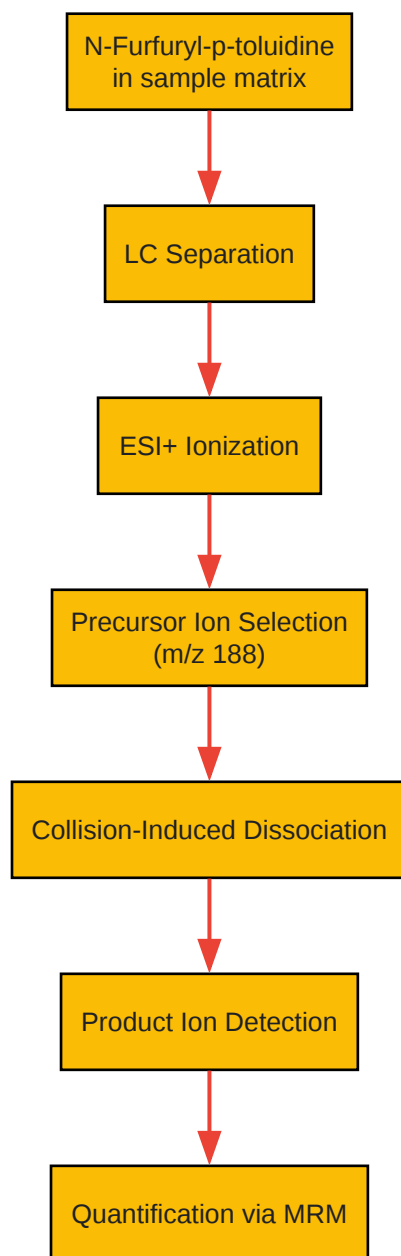 N-Furfuryl-p-toluidine
in sample matrix
LC Separation
ESI+ Ionization
Precursor Ion Selection
(m/z 188)
Collision-Induced Dissociation
Product Ion Detection
Quantification via MRM